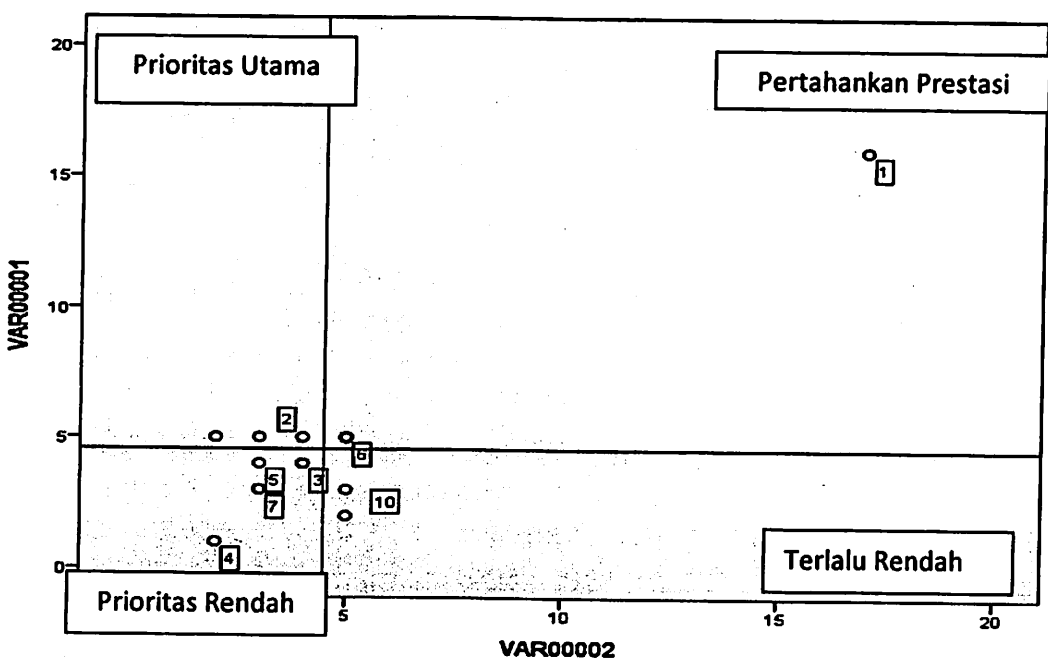 20
Prioritas Utama
Pertahankan Prestasi
15
1
VAR00001
10
2
5
6
5
3
7
10
4
0
Terlalu Rendah
Prioritas Rendah
5
10
15
20
VAR00002